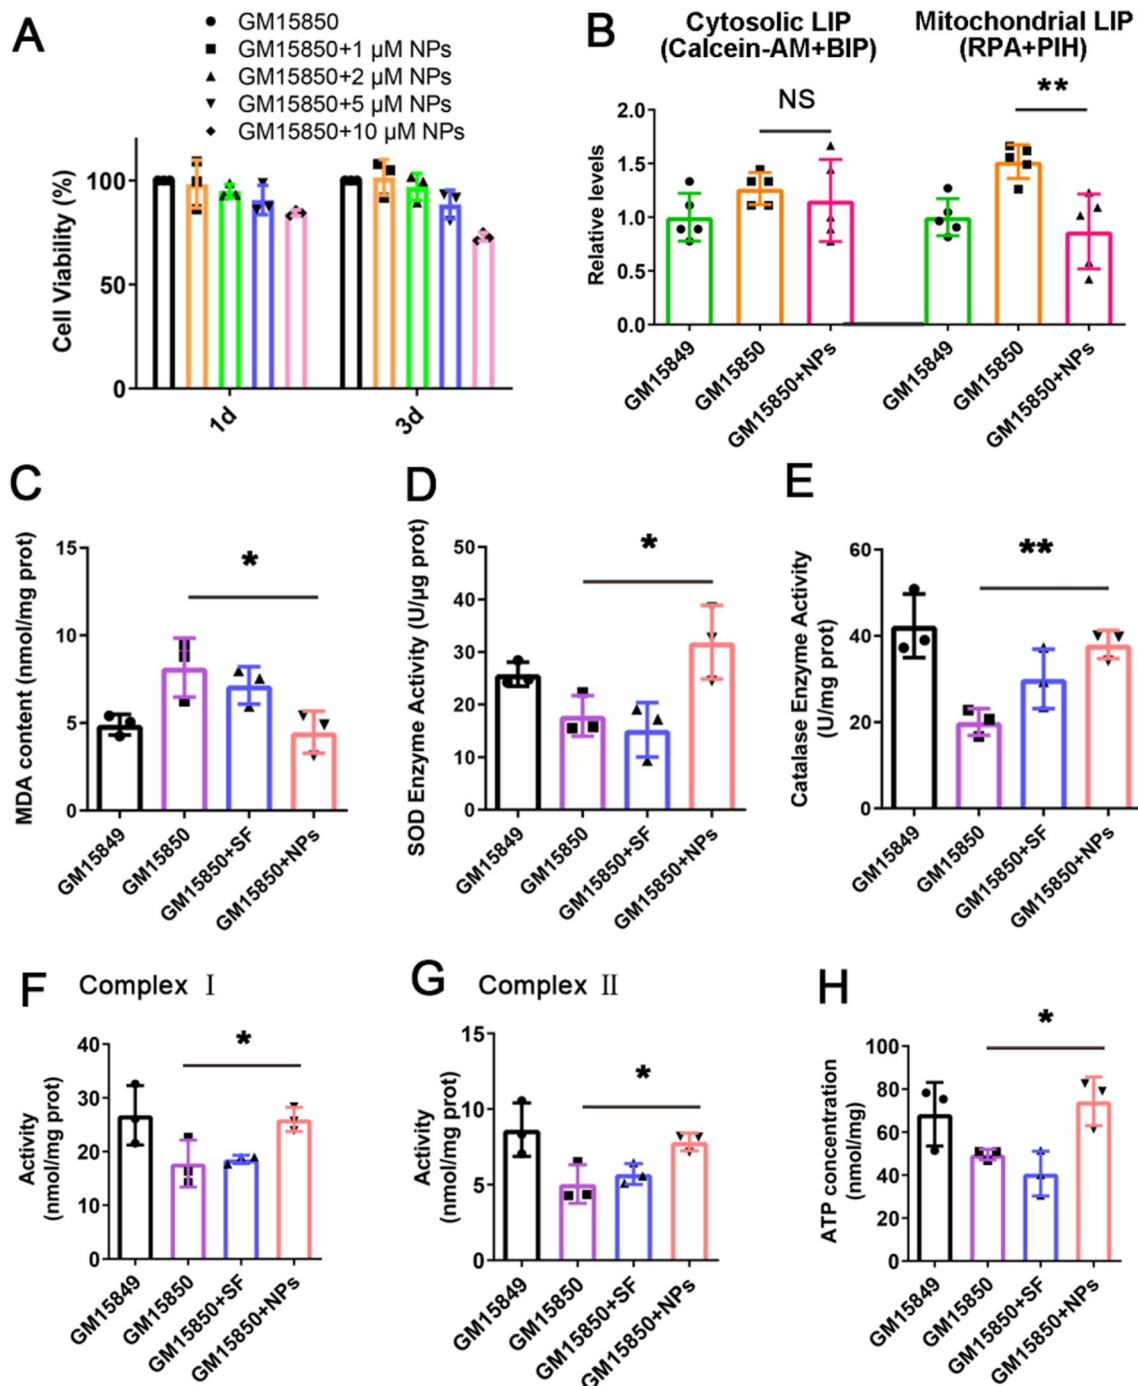 A
GM15850
GM15850+1 μM NPs
GM15850+2 μM NPs
GM15850+5 μM NPs
GM15850+10 μM NPs
Cell Viability (%)
100
50
0
1d
3d
B
Cytosolic LIP
(Calcein-AM+BIP)
Mitochondrial LIP
(RPA+PIH)
NS
**
Relative levels
2.0
1.5
1.0
0.5
0.0
GM15849
GM15850
GM15850+NPs
GM15849
GM15850
GM15850+NPs
C
MDA content (nmol/mg prot)
15
10
5
0
*
GM15849
GM15850
GM15850+SF
GM15850+NPs
D
SOD Enzyme Activity (U/μg prot)
50
40
30
20
10
0
*
GM15849
GM15850
GM15850+SF
GM15850+NPs
E
Catalase Enzyme Activity
(U/mg prot)
60
40
20
0
**
GM15849
GM15850
GM15850+SF
GM15850+NPs
F
Complex Ⅰ
Activity
(nmol/mg prot)
40
30
20
10
0
*
GM15849
GM15850
GM15850+SF
GM15850+NPs
G
Complex Ⅱ
Activity
(nmol/mg prot)
15
10
5
0
*
GM15849
GM15850
GM15850+SF
GM15850+NPs
H
ATP concentration
(nmol/mg)
100
80
60
40
20
0
*
GM15849
GM15850
GM15850+SF
GM15850+NPs